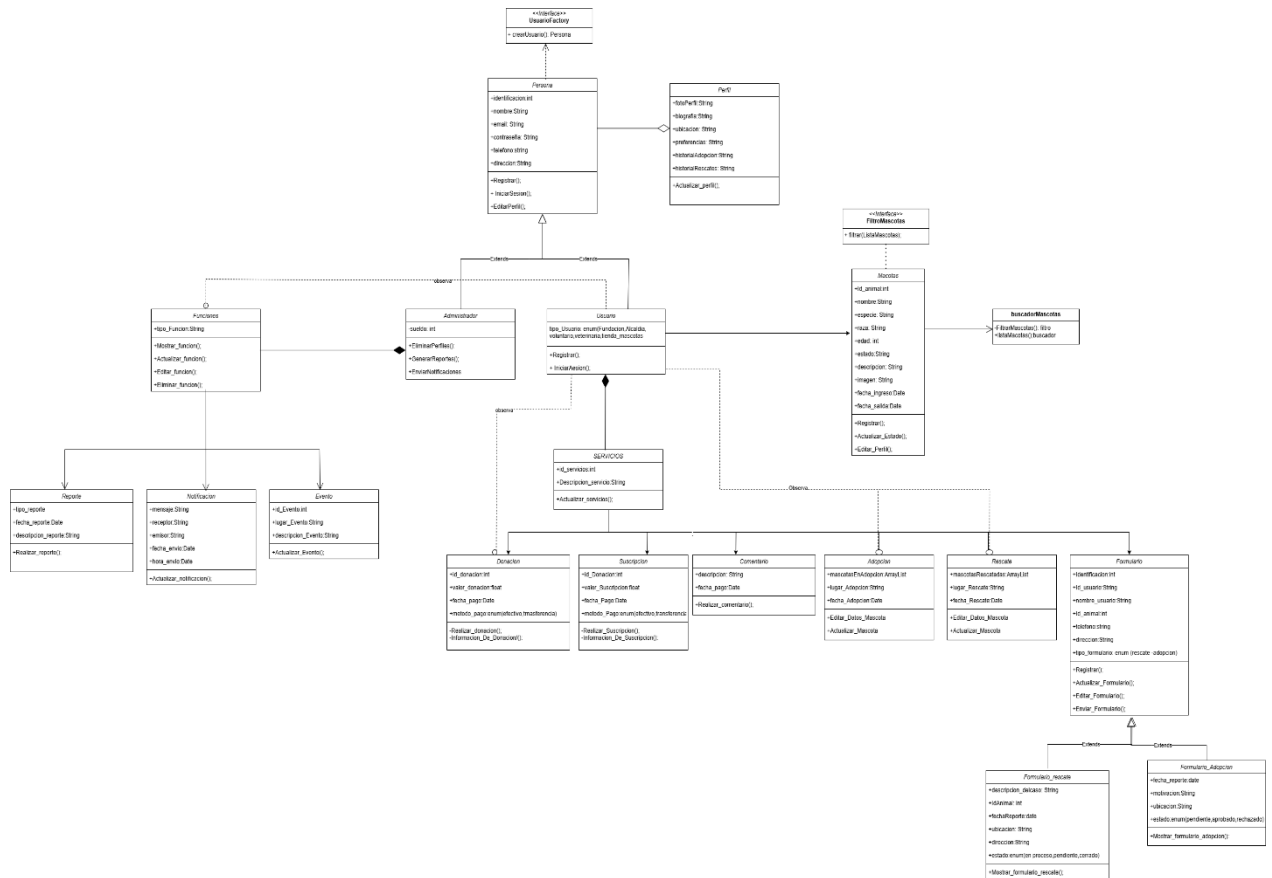 <<Interface>>
UsuarioFactory
+ crearUsuario(): Persona
Persona
+identificacion:int
+nombre:String
+email: String
+contraseña: String
+telefono:string
+direccion:String
+Registrar();
+ IniciarSesion();
+EditarPerfil();
Perfil
+fotoPerfil:String
+biografia:String
+ubicacion: String
+preferencias: String
+historialAdopcion:String
+historialRescates: String
+Actualizar_perfil();
<<Interface>>
FiltroMascotas
+ filtrar(ListaMascotas);
Extends
Extends
observa
Macotas
+Id_animal:int
+nombre:String
+especie: String
+raza: String
+edad: int
+estado:String
+descripcion: String
+imagen: String
+fecha_ingreso:Date
+fecha_salida:Date
+Registrar();
+Actualizar_Estado();
+Editar_Perfil();
buscadorMascotas
-FiltrarMascotas(): filtro
+listaMascotas():buscador
Funciones
+tipo_Funcion:String
+Mostrar_funcion();
+Actualizar_funcion();
+Editar_funcion();
+Eliminar_funcion();
Administrador
-sueldo: int
+EliminarPerfiles();
+GenerarReportes();
+EnviarNotificaciones
Usuario
tipo_Usuario: enum(Fundacion,Alcaldia,
voluntario,veterinaria,tienda_mascotas
+Registrar();
+ IniciarSesion();
observa
SERVICIOS
+id_servicios:int
+Descripcion_servicio:String
+Actualizar_servicios();
Observa
Reporte
+tipo_reporte
+fecha_reporte:Date
+descripcion_reporte:String
+Realizar_reporte();
Notificacion
+mensaje:String
+receptor:String
+emisor:String
+fecha_envio:Date
+hora_envio:Date
+Actualizar_notificacion();
Evento
+id_Evento:int
+lugar_Evento:String
+descripcion_Evento:String
+Actualizar_Evento();
Donacion
+id_donacion:int
+valor_donacion:float
+fecha_pago:Date
+metodo_pago:enum(efectivo,trnasferencia)
+Realizar_donacion();
-Informacion_De_Donacion();
Suscripcion
+id_Donacion:int
+valor_Suscripcion:float
+fecha_Pago:Date
+metodo_Pago:enum(efectivo,transferencia
+Realizar_Suscripcion();
-Informacion_De_Suscripcion();
Comentario
+descripcion: String
+fecha_pago:Date
+Realizar_comentario();
Adopcion
+mascotasEnAdopcion:ArrayList
+lugar_Adopcion:String
+fecha_Adopcion:Date
+Editar_Datos_Mascota
+Actualizar_Mascota
Rescate
+mascotasRescatadas:ArrayList
+lugar_Rescate:String
+fecha_Rescate:Date
+Editar_Datos_Mascota
+Actualizar_Mascota
Formulario
+Identificacion:int
+Id_usuario:String
+nombre_usuario:String
+Id_animal:int
+telefono:string
+direccion:String
+tipo_formulario: enum (rescate -adopcion)
+Registrar();
+Actualizar_Formulario();
+Editar_Formulario();
+Enviar_Formulario();
Extends
Extends
Formulario_rescate
+descripcion_delcaso: String
+idAnimal: int
+fechaReporte:date
+ubicacion: String
+direccion:String
+estado:enum(en proceso,pendiente,cerrado)
+Mostrar_formulario_rescate();
Formulario_Adopcion
+fecha_reporte:date
+motivacion:String
+ubicacion:String
+estado:enum(pendiente,aprobado,rechazado)
+Mostrar_formulario_adopcion();